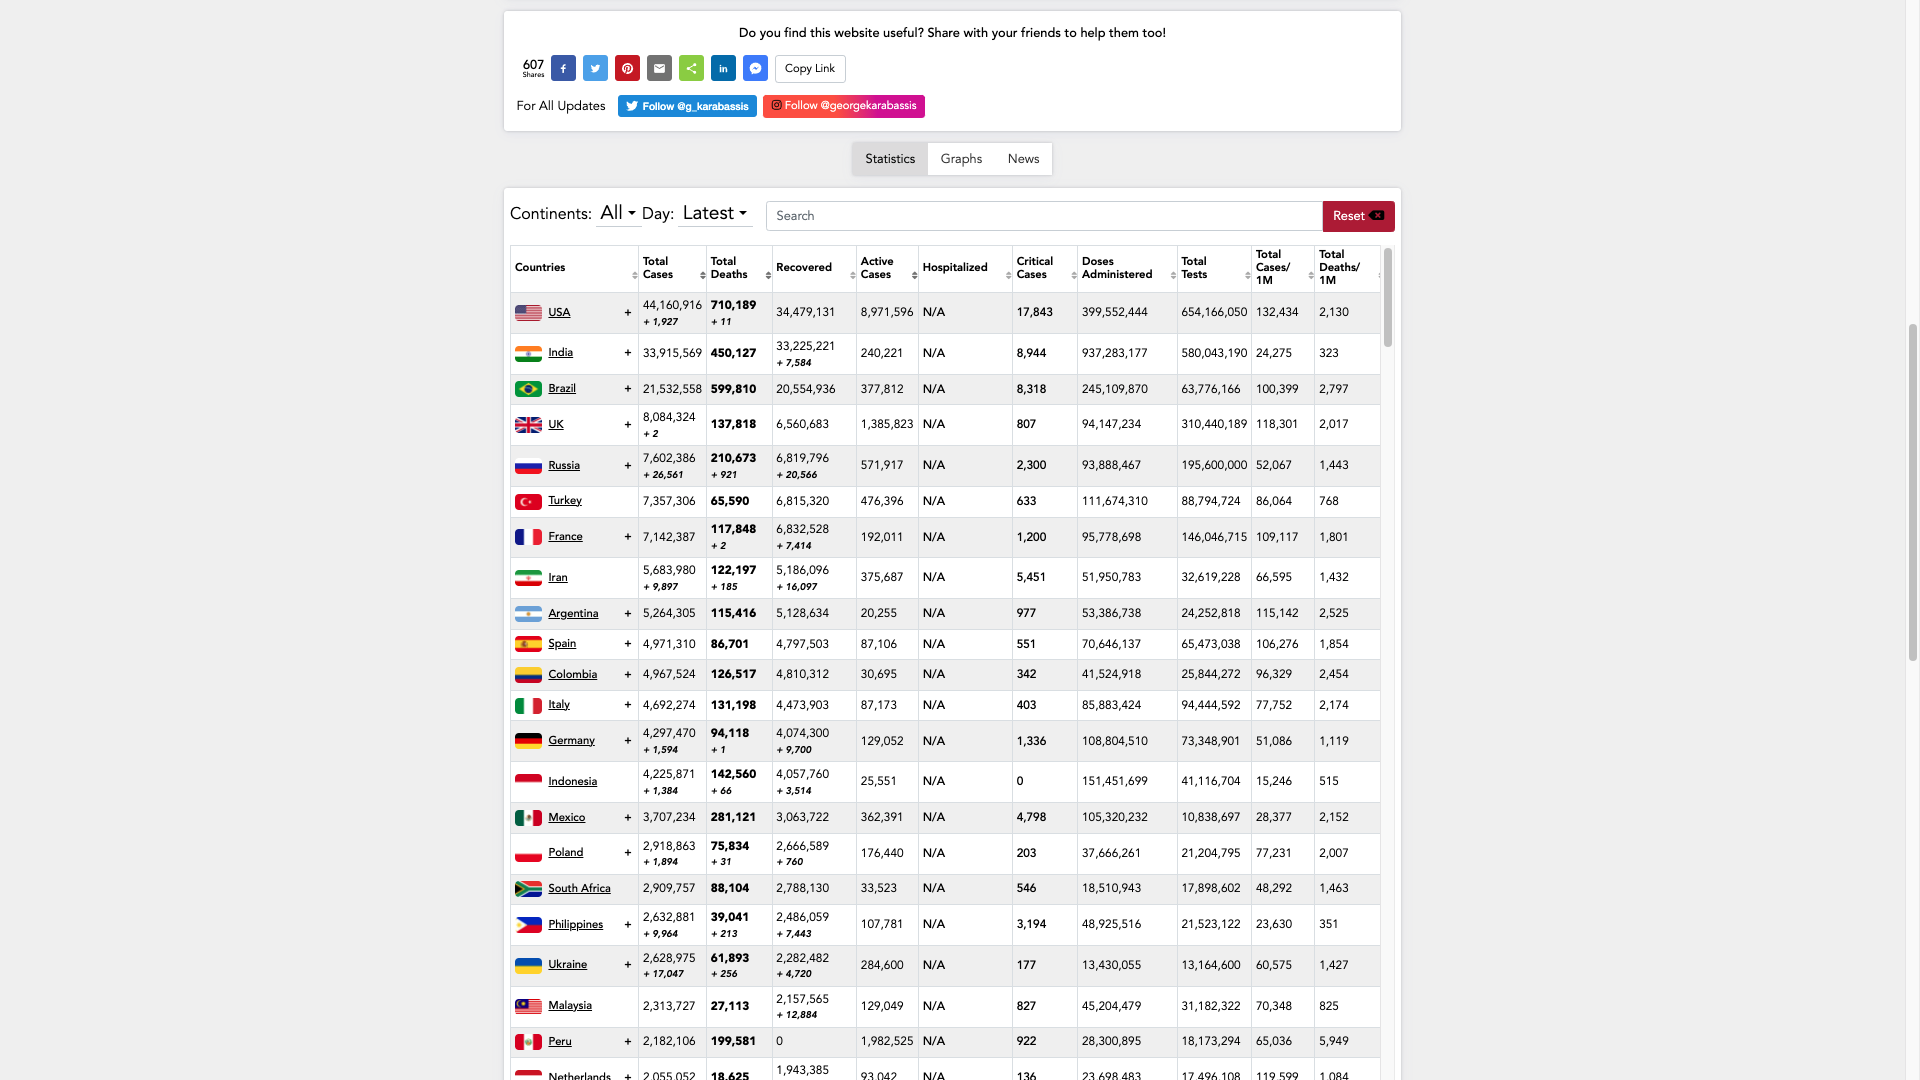 Do you find this website useful? Share with your friends to help them too!
607
Shares
Copy Link
For All Updates Follow @g_karabassis Follow @georgekarabassis
Statistics Graphs News
Continents: All Day: Latest Search Reset
Countries Total Cases Total Deaths Recovered Active Cases Hospitalized Critical Cases Doses Administered Total Tests Total Cases/ 1M Total Deaths/ 1M
USA + 44,160,916 + 1,927 710,189 + 11 34,479,131 8,971,596 N/A 17,843 399,552,444 654,166,050 132,434 2,130
India + 33,915,569 450,127 33,225,221 + 7,584 240,221 N/A 8,944 937,283,177 580,043,190 24,275 323
Brazil + 21,532,558 599,810 20,554,936 377,812 N/A 8,318 245,109,870 63,776,166 100,399 2,797
UK + 8,084,324 + 2 137,818 6,560,683 1,385,823 N/A 807 94,147,234 310,440,189 118,301 2,017
Russia + 7,602,386 + 26,561 210,673 + 921 6,819,796 + 20,566 571,917 N/A 2,300 93,888,467 195,600,000 52,067 1,443
Turkey 7,357,306 65,590 6,815,320 476,396 N/A 633 111,674,310 88,794,724 86,064 768
France + 7,142,387 117,848 + 2 6,832,528 + 7,414 192,011 N/A 1,200 95,778,698 146,046,715 109,117 1,801
Iran 5,683,980 + 9,897 122,197 + 185 5,186,096 + 16,097 375,687 N/A 5,451 51,950,783 32,619,228 66,595 1,432
Argentina + 5,264,305 115,416 5,128,634 20,255 N/A 977 53,386,738 24,252,818 115,142 2,525
Spain + 4,971,310 86,701 4,797,503 87,106 N/A 551 70,646,137 65,473,038 106,276 1,854
Colombia + 4,967,524 126,517 4,810,312 30,695 N/A 342 41,524,918 25,844,272 96,329 2,454
Italy + 4,692,274 131,198 4,473,903 87,173 N/A 403 85,883,424 94,444,592 77,752 2,174
Germany + 4,297,470 + 1,594 94,118 + 1 4,074,300 + 9,700 129,052 N/A 1,336 108,804,510 73,348,901 51,086 1,119
Indonesia 4,225,871 + 1,384 142,560 + 66 4,057,760 + 3,514 25,551 N/A 0 151,451,699 41,116,704 15,246 515
Mexico + 3,707,234 281,121 3,063,722 362,391 N/A 4,798 105,320,232 10,838,697 28,377 2,152
Poland + 2,918,863 + 1,894 75,834 + 31 2,666,589 + 760 176,440 N/A 203 37,666,261 21,204,795 77,231 2,007
South Africa 2,909,757 88,104 2,788,130 33,523 N/A 546 18,510,943 17,898,602 48,292 1,463
Philippines + 2,632,881 + 9,964 39,041 + 213 2,486,059 + 7,443 107,781 N/A 3,194 48,925,516 21,523,122 23,630 351
Ukraine + 2,628,975 + 17,047 61,893 + 256 2,282,482 + 4,720 284,600 N/A 177 13,430,055 13,164,600 60,575 1,427
Malaysia 2,313,727 27,113 2,157,565 + 12,884 129,049 N/A 827 45,204,479 31,182,322 70,348 825
Peru + 2,182,106 199,581 0 1,982,525 N/A 922 28,300,895 18,173,294 65,036 5,949
Netherlands + 2,055,052 18,625 1,943,385 93,042 N/A 136 23,698,483 17,496,108 119,599 1,084